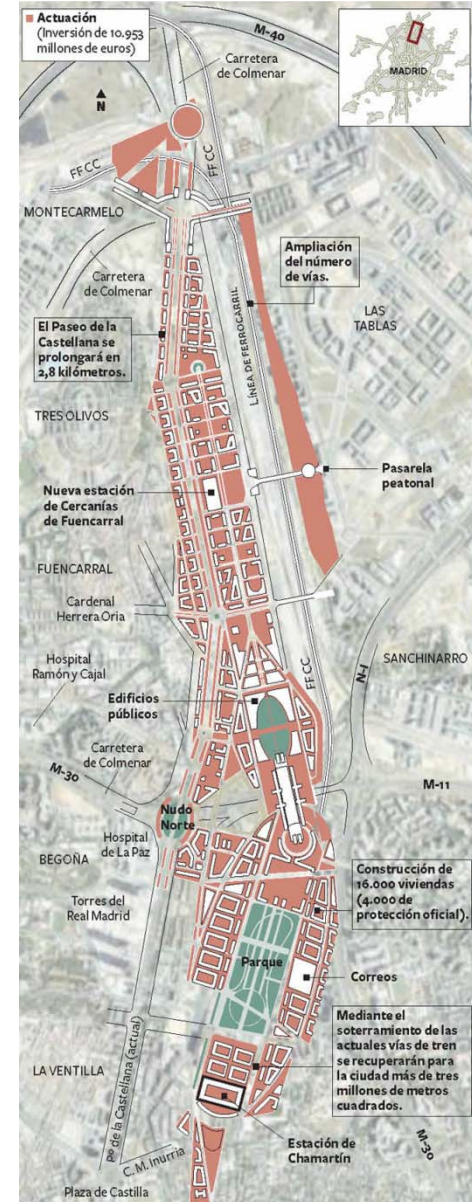 Actuación
(Inversión de 10.953
millones de euros)
M-40
Carretera
de Colmenar
MADRID
N
FFCC
FFCC
MONTECARMELO
Carretera
de Colmenar
Ampliación
del número
de vías.
El Paseo de la
Castellana se
prolongará en
2,8 kilómetros.
LÍNEA DE FERROCARRIL
LAS
TABLAS
TRES OLIVOS
Nueva estación
de Cercanías
de Fuencarral
Pasarela
peatonal
FUENCARRAL
Cardenal
Herrera Oria
Hospital
Ramón y Cajal
FFCC
N-I
SANCHINARRO
Edificios
públicos
Carretera
de Colmenar
M-30
M-11
Nudo
Norte
Hospital
de La Paz
BEGOÑA
Torres del
Real Madrid
Construcción de
16.000 viviendas
(4.000 de
protección oficial).
Parque
Correos
Mediante el
soterramiento de las
actuales vías de tren
se recuperarán para
la ciudad más de tres
millones de metros
cuadrados.
LA VENTILLA
Pº de la Castellana (actual)
Estación de
Chamartín
M-30
C. M. Inurria
Plaza de Castilla